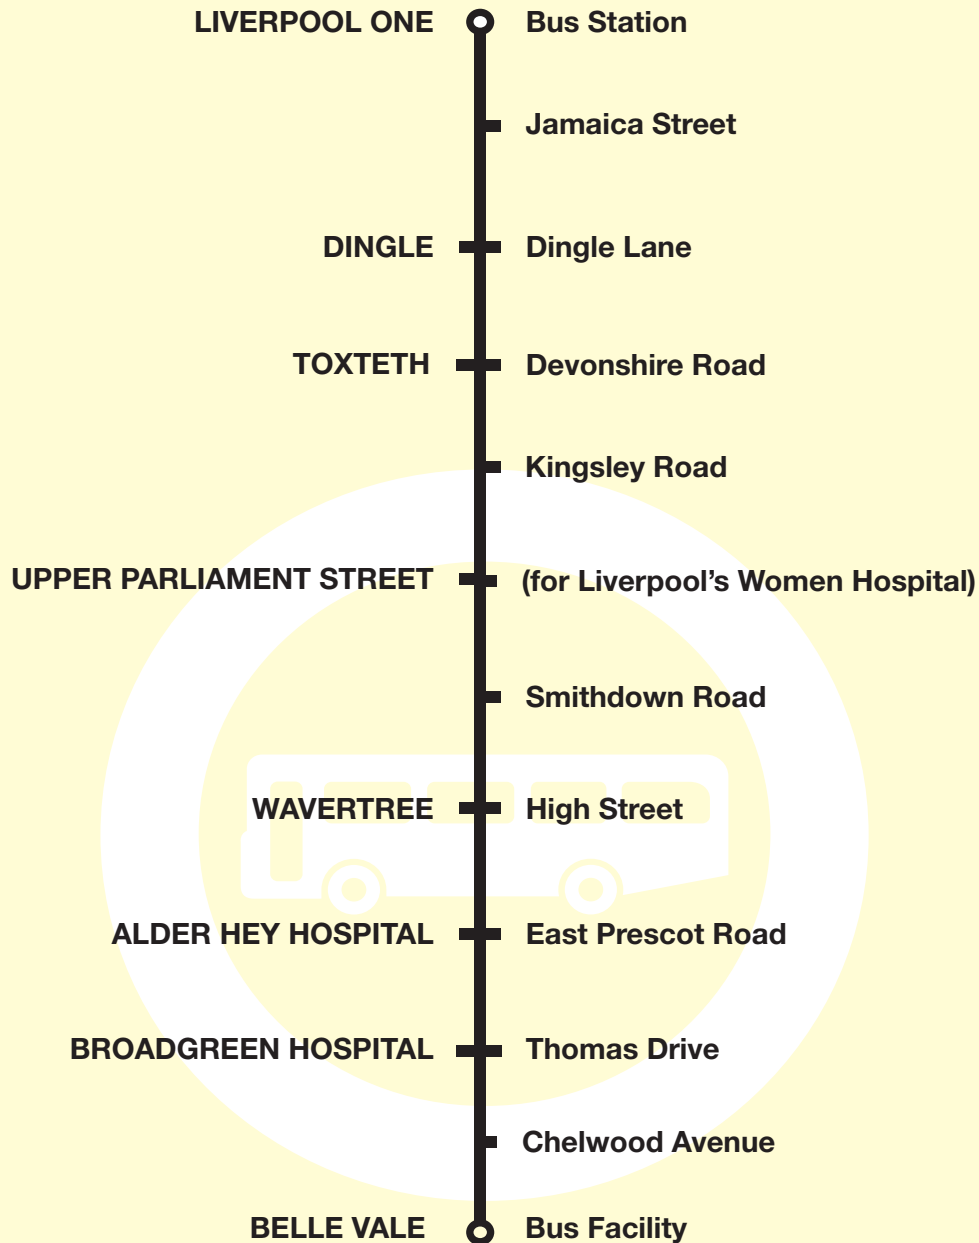 LIVERPOOL ONE Bus Station
Jamaica Street
DINGLE Dingle Lane
TOXTETH Devonshire Road
Kingsley Road
UPPER PARLIAMENT STREET (for Liverpool's Women Hospital)
Smithdown Road
WAVERTREE High Street
ALDER HEY HOSPITAL East Prescot Road
BROADGREEN HOSPITAL Thomas Drive
Chelwood Avenue
BELLE VALE Bus Facility